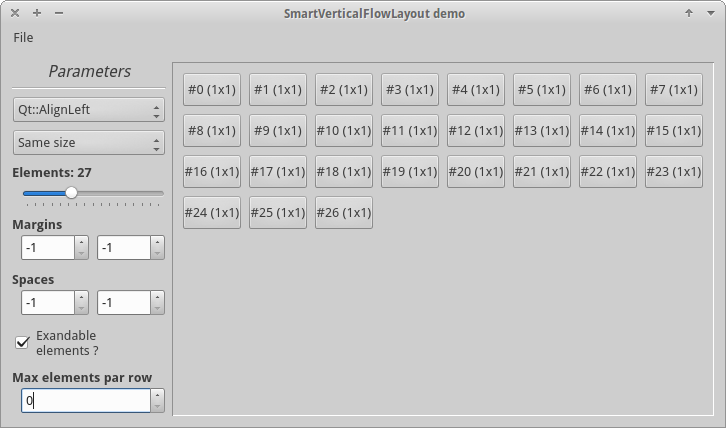 SmartVerticalFlowLayout demo
File
Parameters
Qt::AlignLeft
Same size
Elements: 27
Margins
-1 -1
Spaces
-1 -1
Exandable
elements ?
Max elements par row
0
#0 (1x1) #1 (1x1) #2 (1x1) #3 (1x1) #4 (1x1) #5 (1x1) #6 (1x1) #7 (1x1)
#8 (1x1) #9 (1x1) #10 (1x1) #11 (1x1) #12 (1x1) #13 (1x1) #14 (1x1) #15 (1x1)
#16 (1x1) #17 (1x1) #18 (1x1) #19 (1x1) #20 (1x1) #21 (1x1) #22 (1x1) #23 (1x1)
#24 (1x1) #25 (1x1) #26 (1x1)